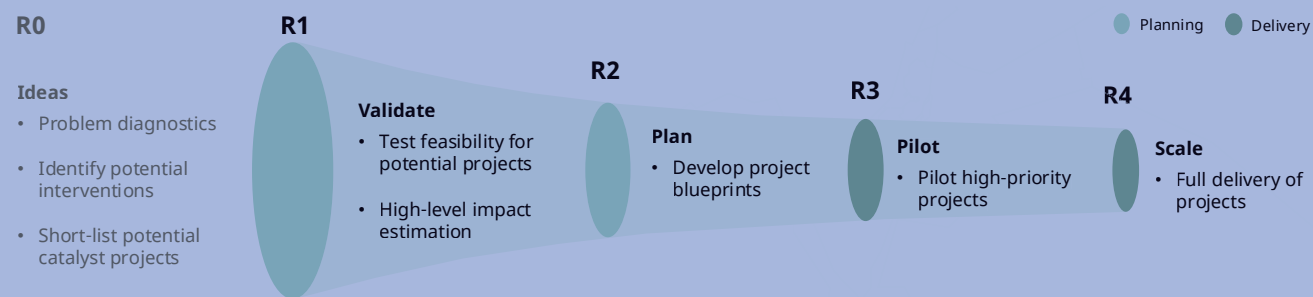 R0
Ideas
• Problem diagnostics
• Identify potential
interventions
• Short-list potential
catalyst projects
R1
Validate
• Test feasibility for
potential projects
• High-level impact
estimation
R2
Plan
• Develop project
blueprints
R3
Pilot
• Pilot high-priority
projects
R4
Scale
• Full delivery of
projects
Planning
Delivery